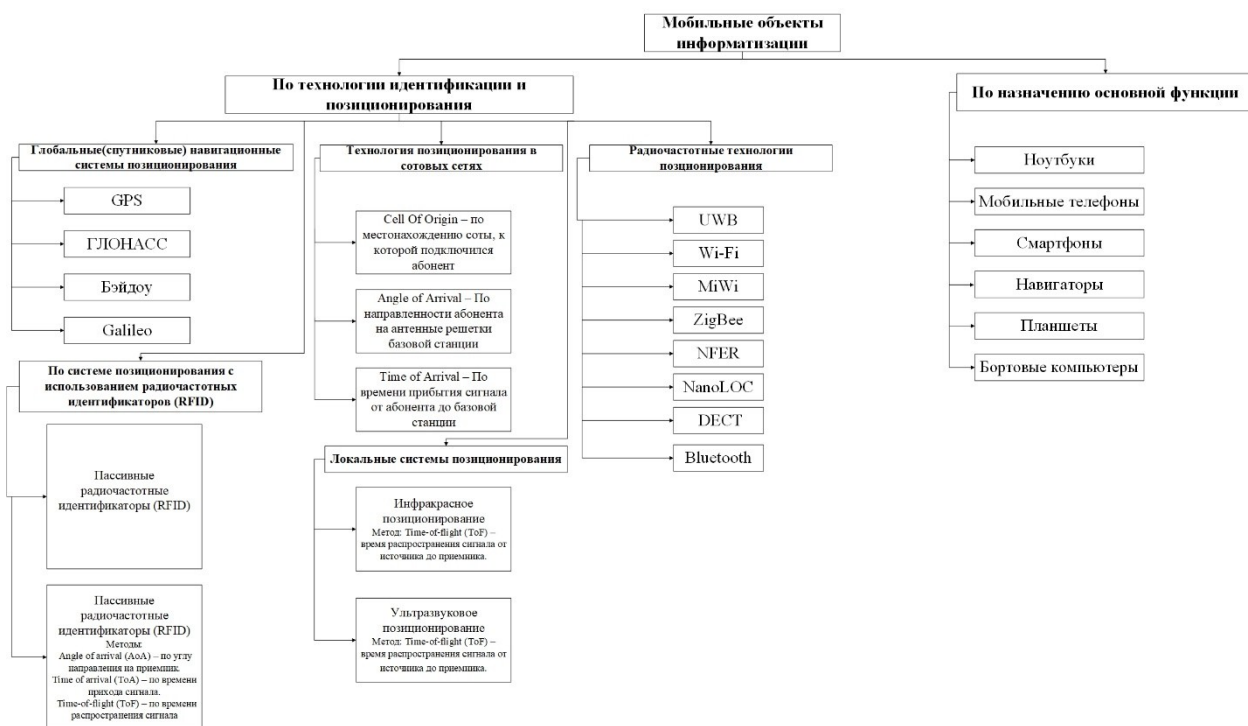 Мобильные объекты
информатизации
По технологии идентификации и
позиционирования
По назначению основной функции
Глобальные(спутниковые) навигационные
системы позиционирования
GPS
ГЛОНАСС
Бэйдоу
Galileo
По системе позиционирования с
использованием радиочастотных
идентификаторов (RFID)
Пассивные
радиочастотные
идентификаторы (RFID)
Пассивные
радиочастотные
идентификаторы (RFID)
Методы:
Angle of arrival (AoA) – по углу
направления на приемник.
Time of arrival (ToA) – по времени
прихода сигнала.
Time-of-flight (ToF) – по времени
распространения сигнала
Технология позиционирования в
сотовых сетях
Cell Of Origin – по
местонахождению соты, к
которой подключился
абонент
Angle of Arrival – По
направленности абонента
на антенные решетки
базовой станции
Time of Arrival – По
времени прибытия сигнала
от абонента до базовой
станции
Локальные системы позиционирования
Инфракрасное
позиционирование
Метод: Time-of-flight (ToF) –
время распространения сигнала от
источника до приемника.
Ультразвуковое
позиционирование
Метод: Time-of-flight (ToF) –
время распространения сигнала от
источника до приемника.
Радиочастотные технологии
позционирования
UWB
Wi-Fi
MiWi
ZigBee
NFER
NanoLOC
DECT
Bluetooth
Ноутбуки
Мобильные телефоны
Смартфоны
Навигаторы
Планшеты
Бортовые компьютеры